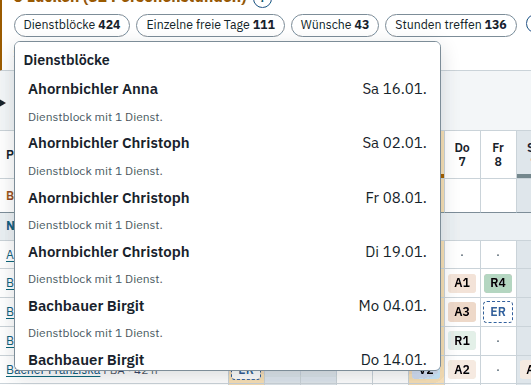 Dienstblöcke 424 Einzelne freie Tage 111 Wünsche 43 Stunden treffen 136
Dienstblöcke
Ahornbichler Anna Sa 16.01.
Dienstblock mit 1 Dienst.
Ahornbichler Christoph Sa 02.01.
Dienstblock mit 1 Dienst.
Ahornbichler Christoph Fr 08.01.
Dienstblock mit 1 Dienst.
Ahornbichler Christoph Di 19.01.
Dienstblock mit 1 Dienst.
Bachbauer Birgit Mo 04.01.
Dienstblock mit 1 Dienst.
Bachbauer Birgit Do 14.01.
Do Fr
7 8
A1 R4
A3 ER
R1
A2